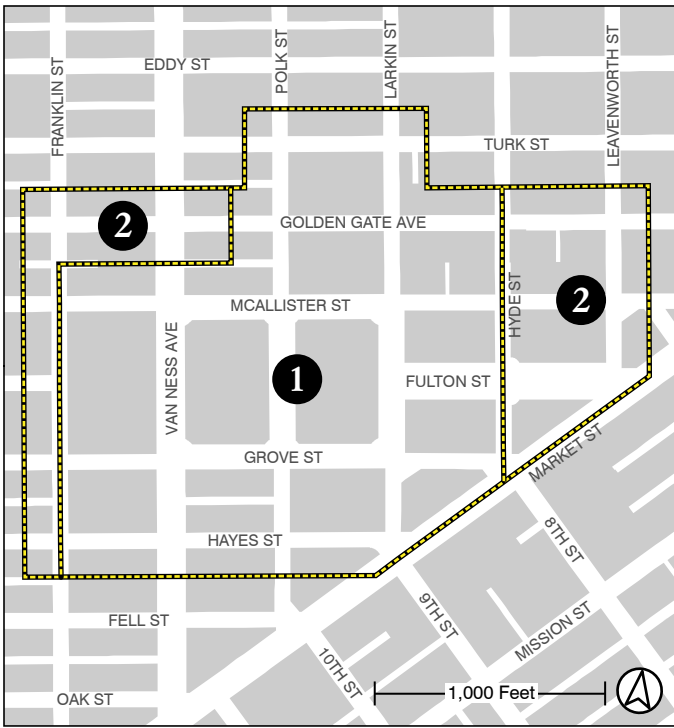 FRANKLIN ST
EDDY ST
POLK ST
LARKIN ST
LEAVENWORTH ST
TURK ST
2
GOLDEN GATE AVE
MCALLISTER ST
HYDE ST
2
VAN NESS AVE
1
FULTON ST
GROVE ST
MARKET ST
HAYES ST
8TH ST
FELL ST
9TH ST
MISSION ST
10TH ST
OAK ST
1,000 Feet